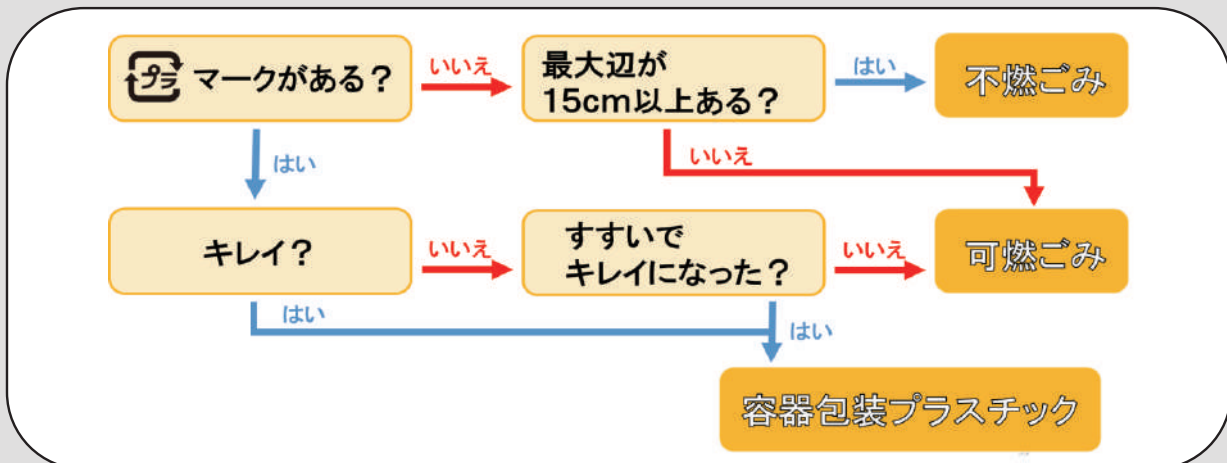 プラ マークがある？
いいえ
最大辺が
15cm以上ある？
はい
不燃ごみ
はい
いいえ
キレイ？
いいえ
すすいで
キレイになった？
いいえ
可燃ごみ
はい
はい
容器包装プラスチック